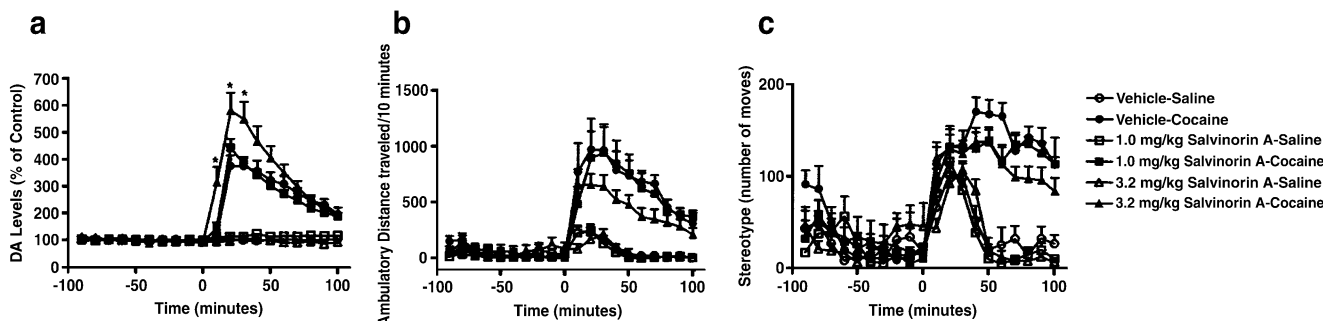 a
b
c
DA Levels (% of Control)
700
600
500
400
300
200
100
0
* * *
-100 -50 0 50 100
Time (minutes)
Ambulatory Distance traveled/10 minutes
1500
1000
500
0
-100 -50 0 50 100
Time (minutes)
Stereotype (number of moves)
200
100
0
-100 -50 0 50 100
Time (minutes)
Vehicle-Saline
Vehicle-Cocaine
1.0 mg/kg Salvinorin A-Saline
1.0 mg/kg Salvinorin A-Cocaine
3.2 mg/kg Salvinorin A-Saline
3.2 mg/kg Salvinorin A-Cocaine